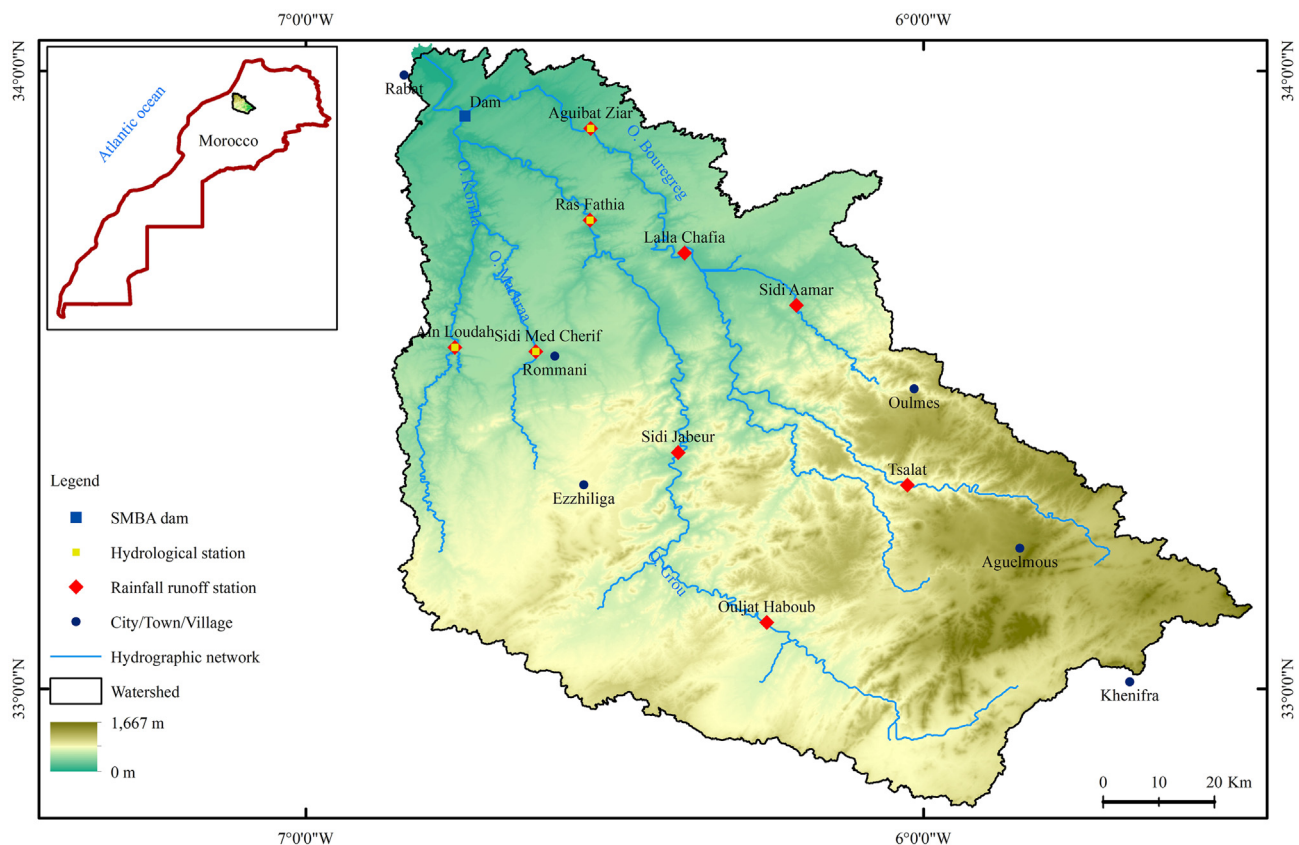 7°0'0"W
6°0'0"W
34°0'0"N
34°0'0"N
Atlantic ocean
Morocco
Rabat
Dam
Aguibat Ziar
O. Bouregreg
O. Korifla
Ras Fathia
Lalla Chafia
O. Machraa
Sidi Aamar
Ain Loudah
Sidi Med Cherif
Rommani
Oulmes
Sidi Jabeur
Tsalat
Ezzhiliga
Aguelmous
O. Grou
Ouljat Haboub
Khenifra
Legend
SMBA dam
Hydrological station
Rainfall runoff station
City/Town/Village
Hydrographic network
Watershed
1,667 m
0 m
33°0'0"N
33°0'0"N
0 10 20 Km
7°0'0"W
6°0'0"W